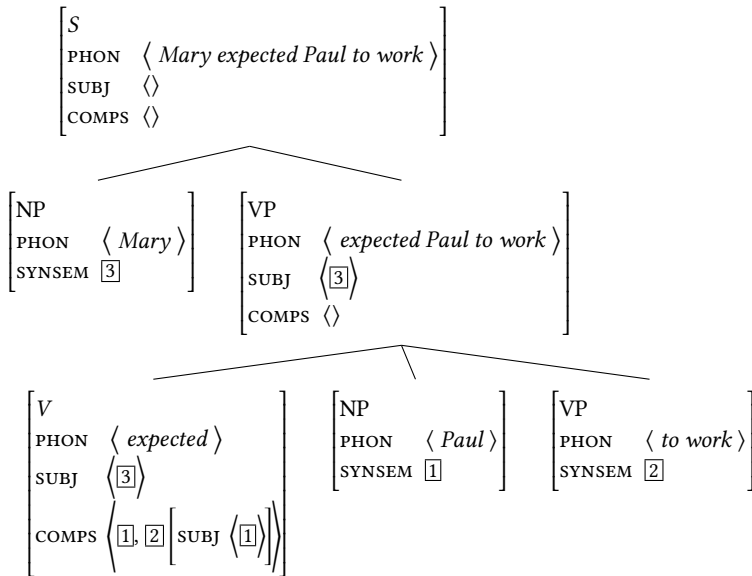 S
PHON ⟨ Mary expected Paul to work ⟩
SUBJ ⟨⟩
COMPS ⟨⟩
NP
PHON ⟨ Mary ⟩
SYNSEM 3
VP
PHON ⟨ expected Paul to work ⟩
SUBJ ⟨3⟩
COMPS ⟨⟩
V
PHON ⟨ expected ⟩
SUBJ ⟨3⟩
COMPS ⟨1, 2 [SUBJ ⟨1⟩]⟩
NP
PHON ⟨ Paul ⟩
SYNSEM 1
VP
PHON ⟨ to work ⟩
SYNSEM 2